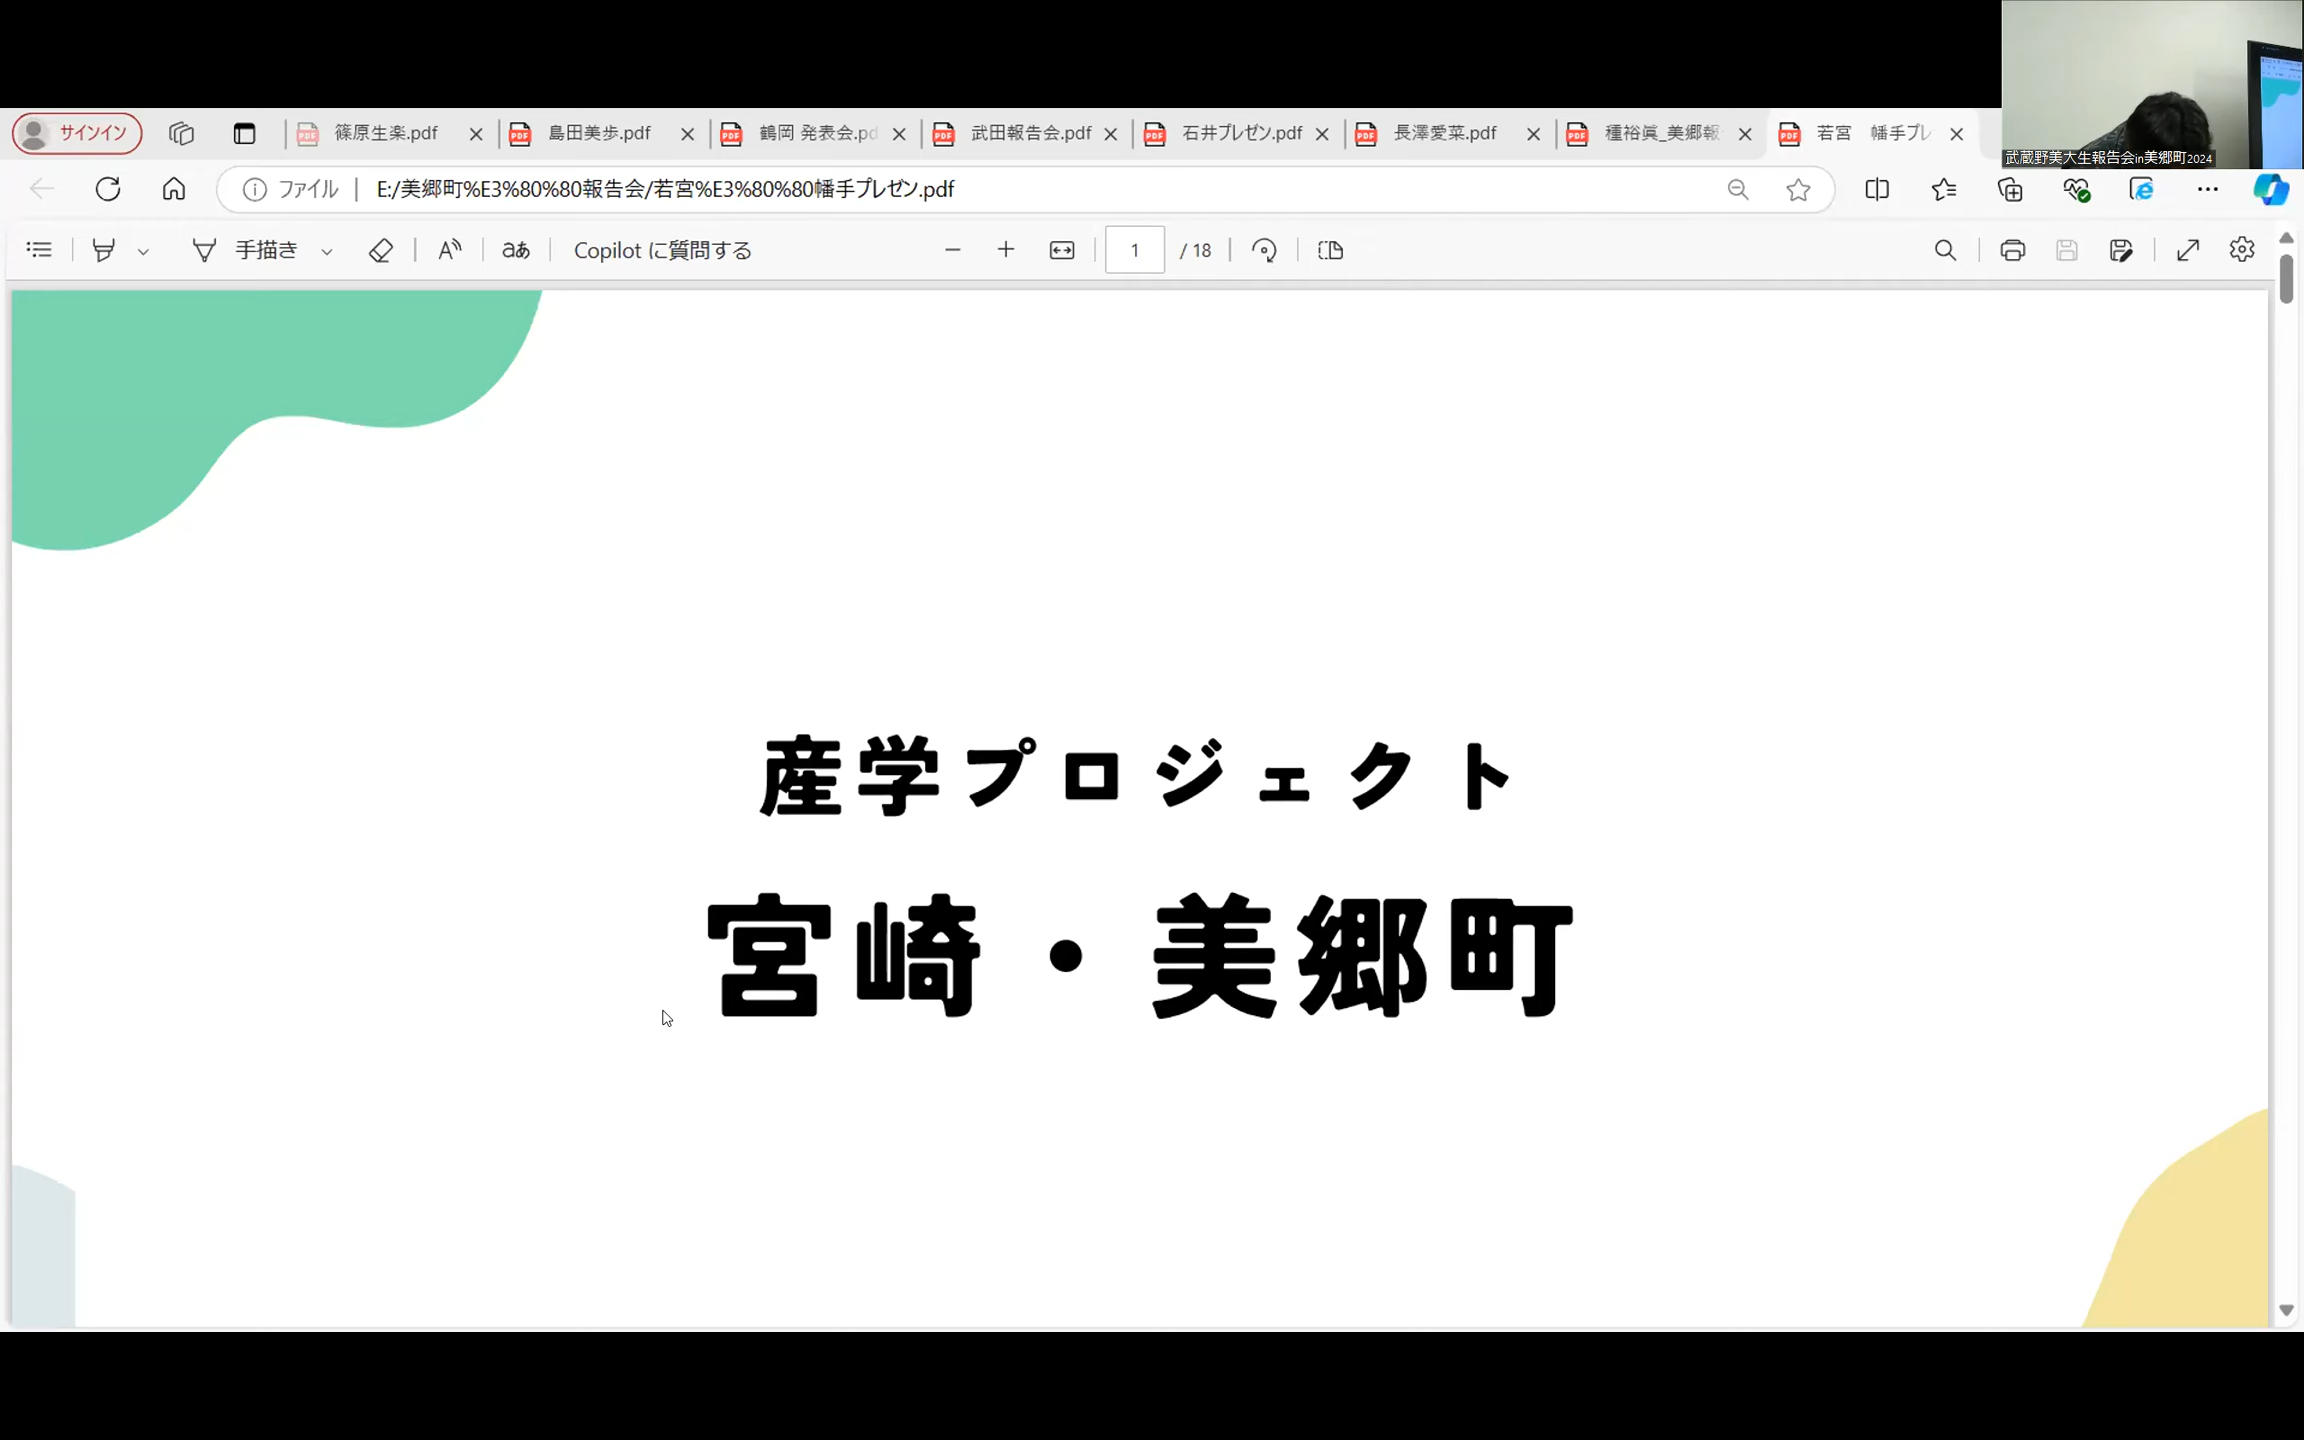 サインイン
篠原生楽.pdf
島田美歩.pdf
鶴岡 発表会.pd
武田報告会.pdf
石井プレゼン.pdf
長澤愛菜.pdf
種裕眞_美郷報
若宮　幡手プレ
武蔵野美大生報告会in美郷町2024
ファイル
E:/美郷町%E3%80%80報告会/若宮%E3%80%80幡手プレゼン.pdf
手描き
aあ
Copilot に質問する
1
/ 18
産学プロジェクト
宮崎・美郷町